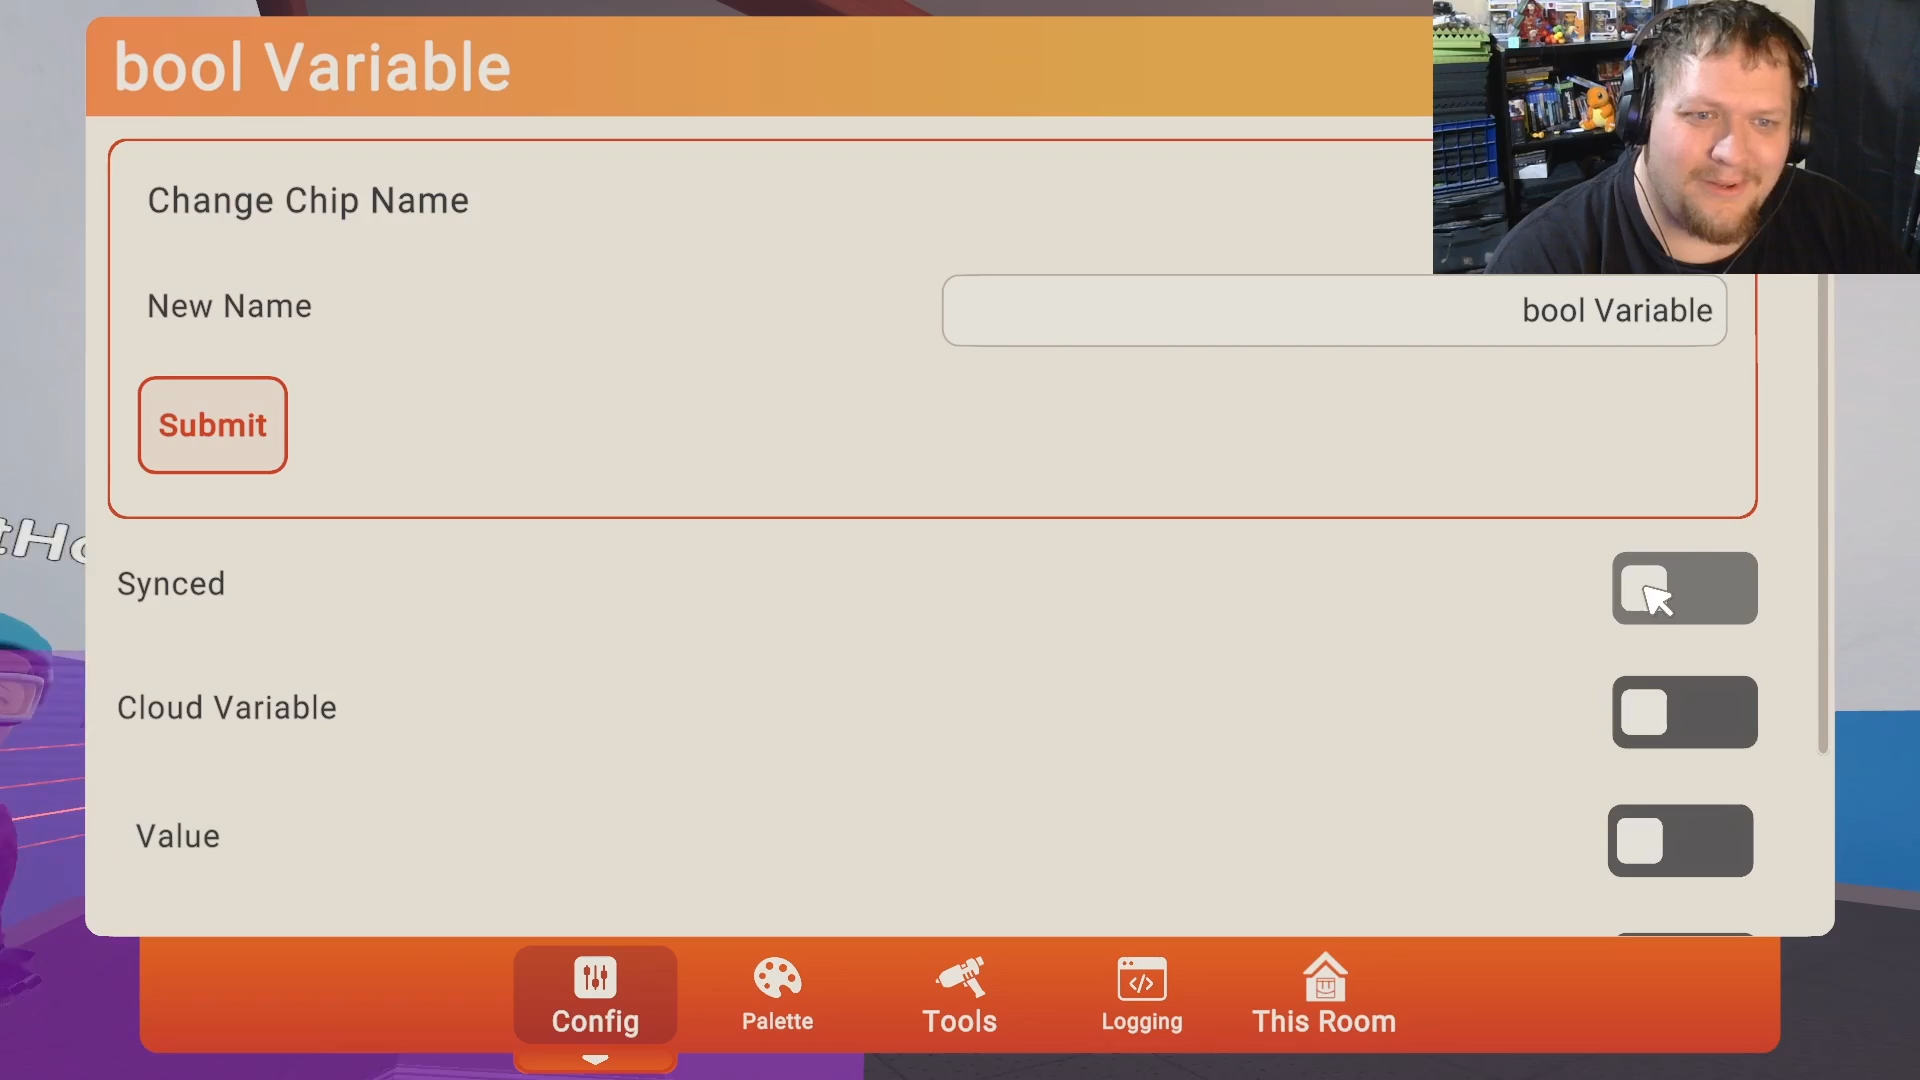 bool Variable
Change Chip Name
New Name
bool Variable
Submit
tHo
Synced
Cloud Variable
Value
Config
Palette
Tools
Logging
This Room